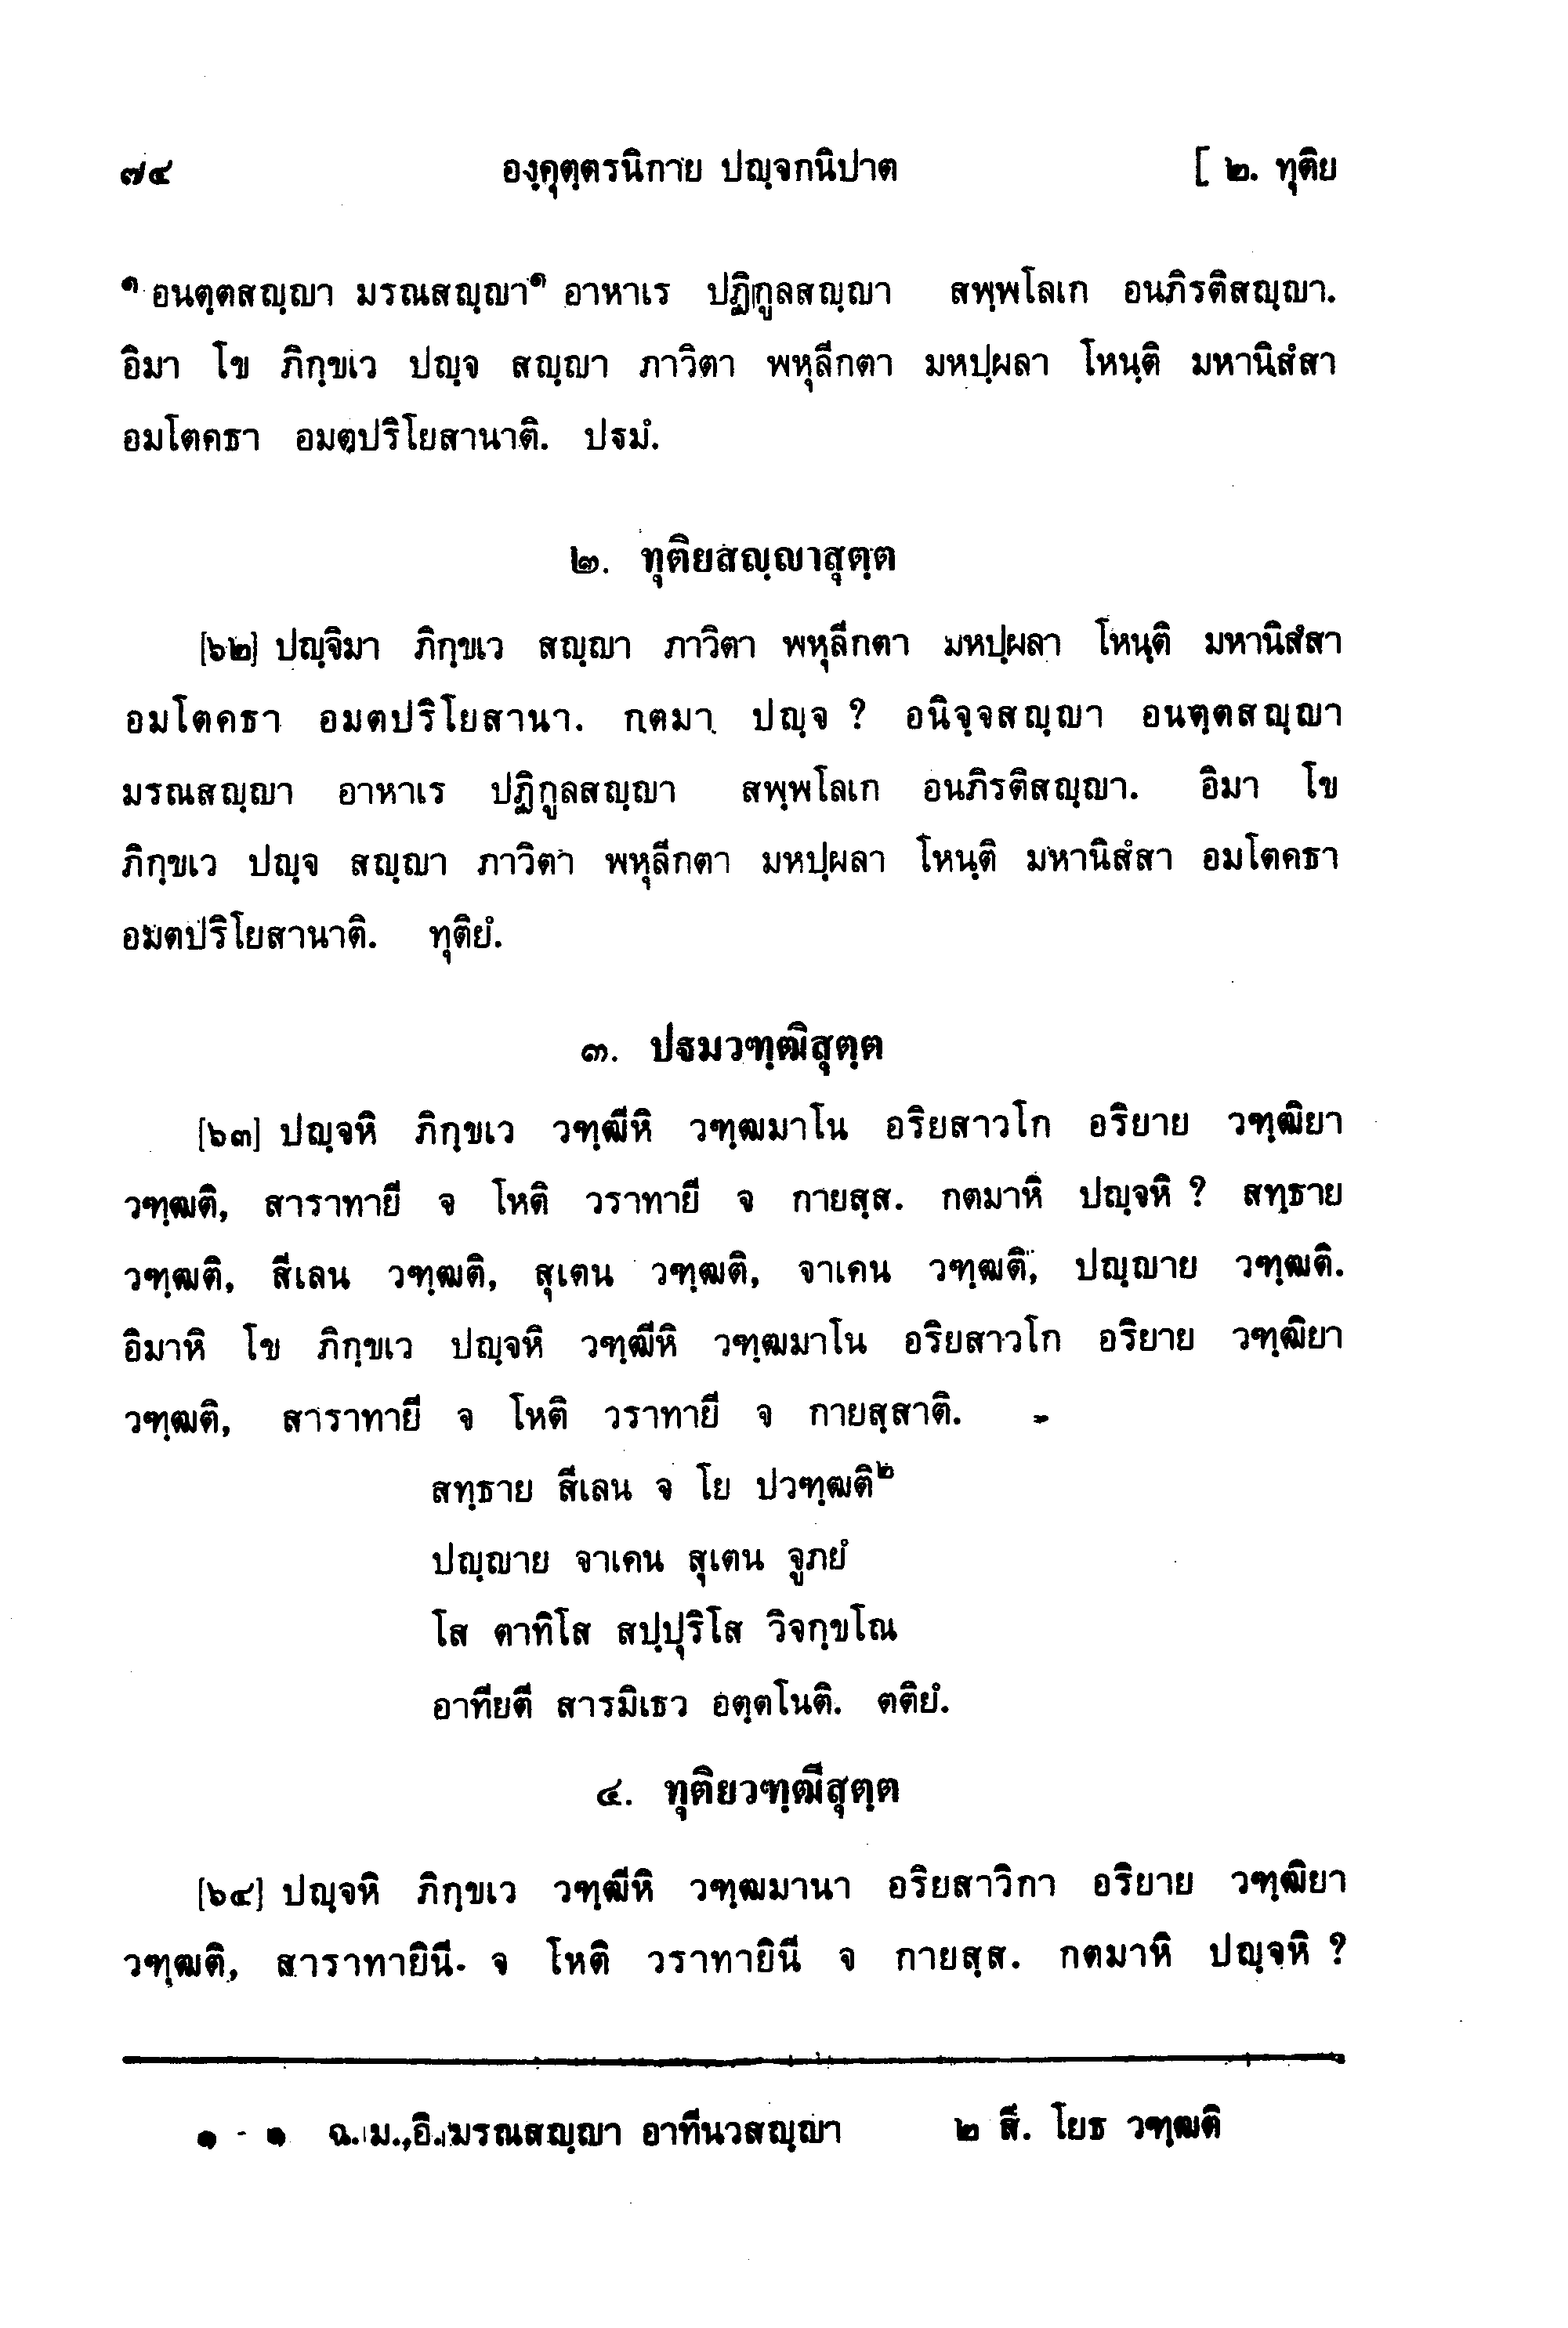 ๗๔ องฺคุตฺตรนิกาย ปญฺจกนิปาต [ ๒. ทุติย
๑ อนตฺตสญฺญา มรณสญฺญา๑ อาหาเร ปฏิกูลสญฺญา สพฺพโลเก อนภิรติสญฺญา.
อิมา โข ภิกฺขเว ปญฺจ สญฺญา ภาวิตา พหุลีกตา มหปฺผลา โหนฺติ มหานิสํสา
อมโตคธา อมตปริโยสานาติ. ปฐมํ.
๒. ทุติยสญฺญาสุตฺต
[๖๒] ปญฺจิมา ภิกฺขเว สญฺญา ภาวิตา พหุลีกตา มหปฺผลา โหนฺติ มหานิสํสา
อมโตคธา อมตปริโยสานา. กตมา ปญฺจ ? อนิจฺจสญฺญา อนตฺตสญฺญา
มรณสญฺญา อาหาเร ปฏิกูลสญฺญา สพฺพโลเก อนภิรติสญฺญา. อิมา โข
ภิกฺขเว ปญฺจ สญฺญา ภาวิตา พหุลีกตา มหปฺผลา โหนฺติ มหานิสํสา อมโตคธา
อมตปริโยสานาติ. ทุติยํ.
๓. ปฐมวฑฺฒิสุตฺต
[๖๓] ปญฺจหิ ภิกฺขเว วฑฺฒีหิ วฑฺฒมาโน อริยสาวโก อริยาย วฑฺฒิยา
วฑฺฒติ, สาราทายี จ โหติ วราทายี จ กายสฺส. กตมาหิ ปญฺจหิ ? สทฺธาย
วฑฺฒติ, สีเลน วฑฺฒติ, สุเตน วฑฺฒติ, จาเคน วฑฺฒติ, ปญฺญาย วฑฺฒติ.
อิมาหิ โข ภิกฺขเว ปญฺจหิ วฑฺฒีหิ วฑฺฒมาโน อริยสาวโก อริยาย วฑฺฒิยา
วฑฺฒติ, สาราทายี จ โหติ วราทายี จ กายสฺสาติ.
สทฺธาย สีเลน จ โย ปวฑฺฒติ๒
ปญฺญาย จาเคน สุเตน จูภยํ
โส ตาทิโส สปฺปุริโส วิจกฺขโณ
อาทียตี สารมิเธว อตฺตโนติ. ตติยํ.
๔. ทุติยวฑฺฒีสุตฺต
[๖๔] ปญฺจหิ ภิกฺขเว วฑฺฒีหิ วฑฺฒมานา อริยสาวิกา อริยาย วฑฺฒิยา
วฑฺฒติ, สาราทายินี จ โหติ วราทายินี จ กายสฺส. กตมาหิ ปญฺจหิ ?
๑ - ๑ ฉ.ม.,อิ.มรณสญฺญา อาทีนวสญฺญา ๒ สี. โยธ วฑฺฒติ